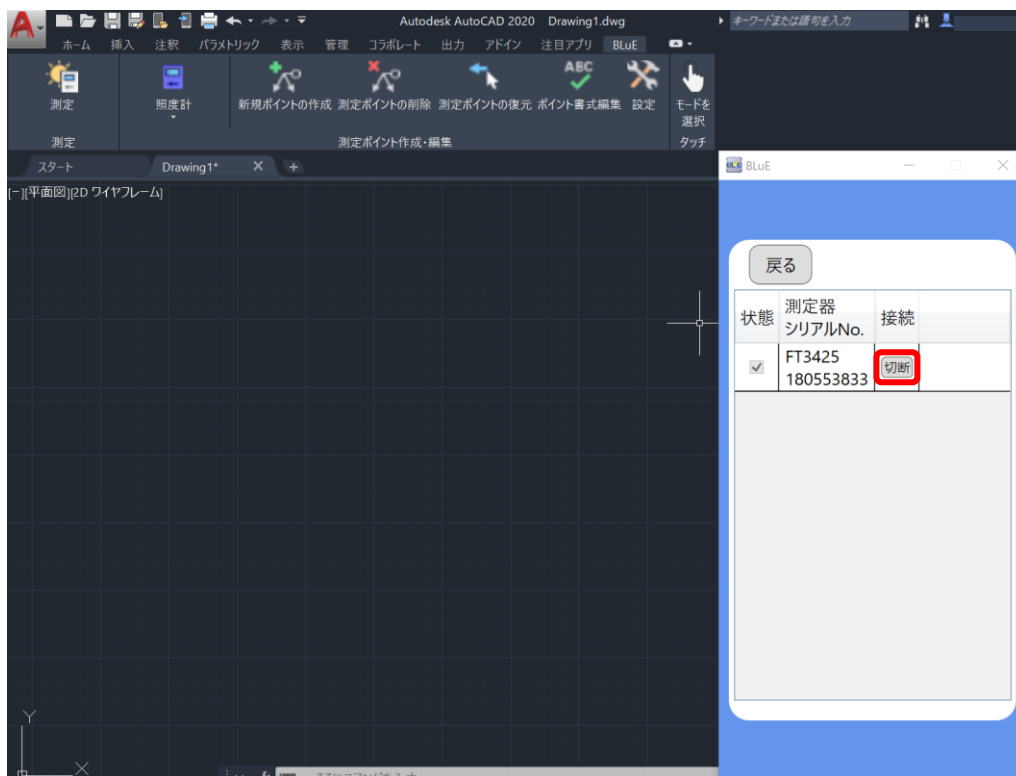 Autodesk AutoCAD 2020 Drawing1.dwg
キーワードまたは語句を入力
ホーム 挿入 注釈 パラメトリック 表示 管理 コラボレート 出力 アドイン 注目アプリ BLuE
ABC
測定 照度計 新規ポイントの作成 測定ポイントの削除 測定ポイントの復元 ポイント書式編集 設定 モードを
選択
測定 測定ポイント作成・編集 タッチ
スタート Drawing1* +
BLuE
[-][平面図][2D ワイヤフレーム]
戻る
状態 測定器
シリアルNo. 接続
FT3425
180553833 切断
Y
X